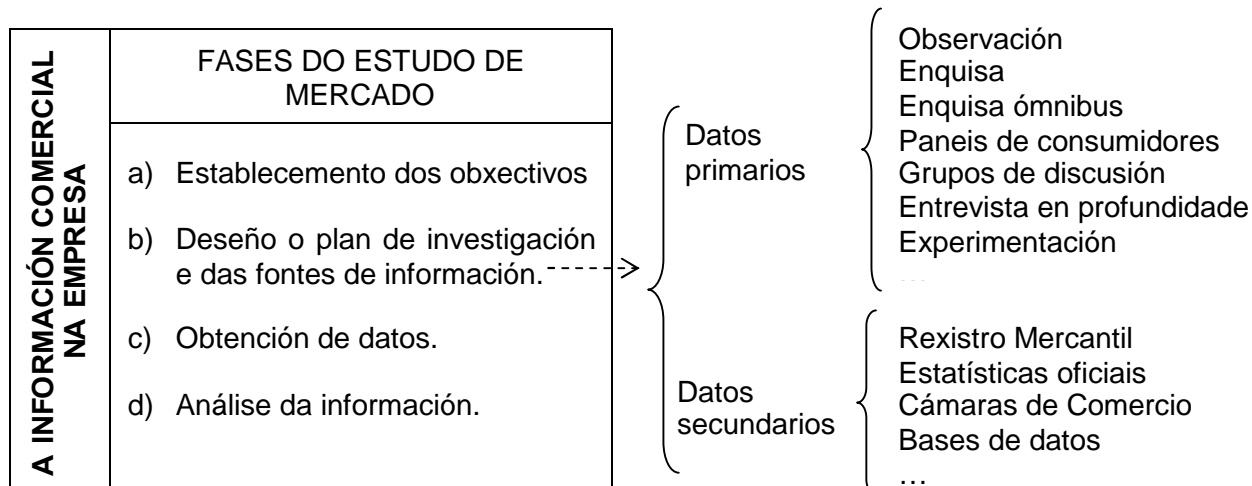 A INFORMACIÓN COMERCIAL
NA EMPRESA
FASES DO ESTUDO DE
MERCADO
a) Establecemento dos obxectivos
b) Deseño o plan de investigación
e das fontes de información.
c) Obtención de datos.
d) Análise da información.
Datos
primarios
Observación
Enquisa
Enquisa ómnibus
Paneis de consumidores
Grupos de discusión
Entrevista en profundidade
Experimentación
...
Datos
secundarios
Rexistro Mercantil
Estatísticas oficiais
Cámaras de Comercio
Bases de datos
...